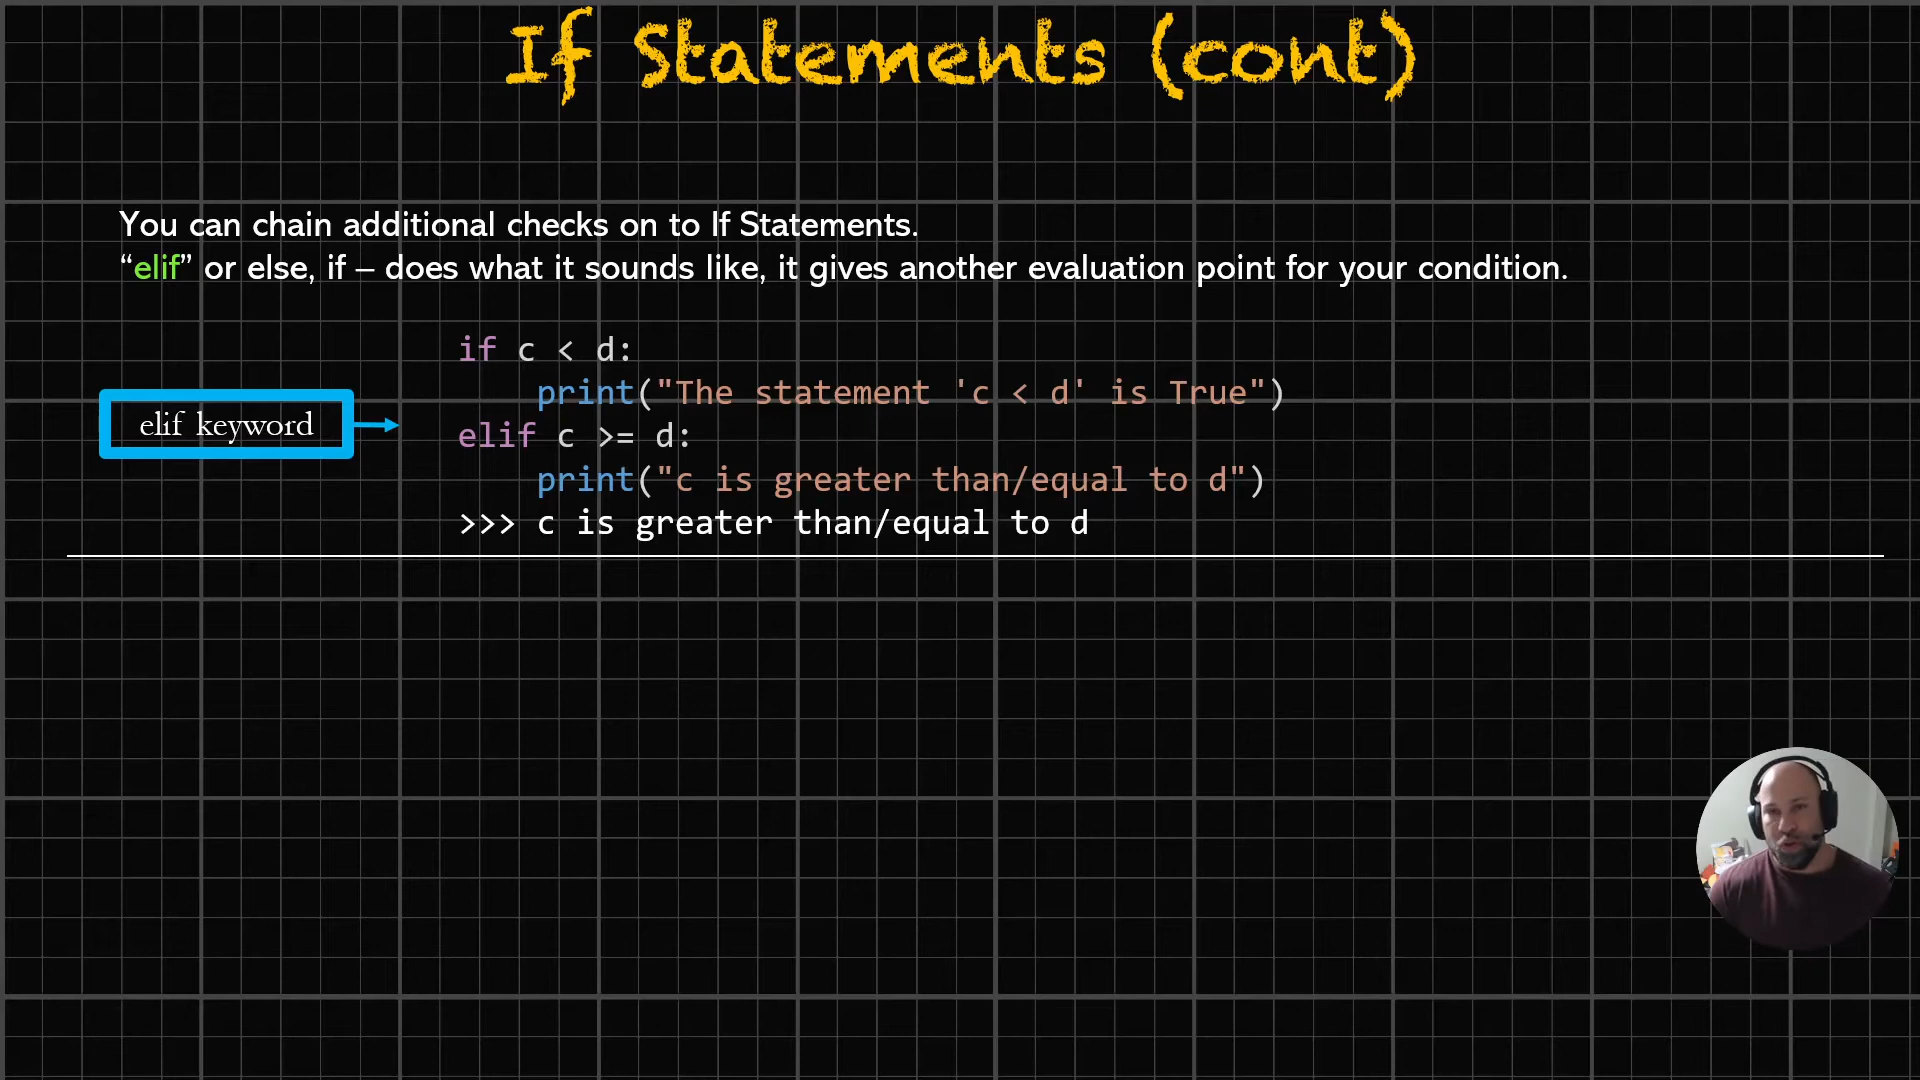 If Statements (cont)
You can chain additional checks on to If Statements.
“elif” or else, if – does what it sounds like, it gives another evaluation point for your condition.
if c < d:
    print("The statement 'c < d' is True")
elif keyword
elif c >= d:
    print("c is greater than/equal to d")
>>> c is greater than/equal to d